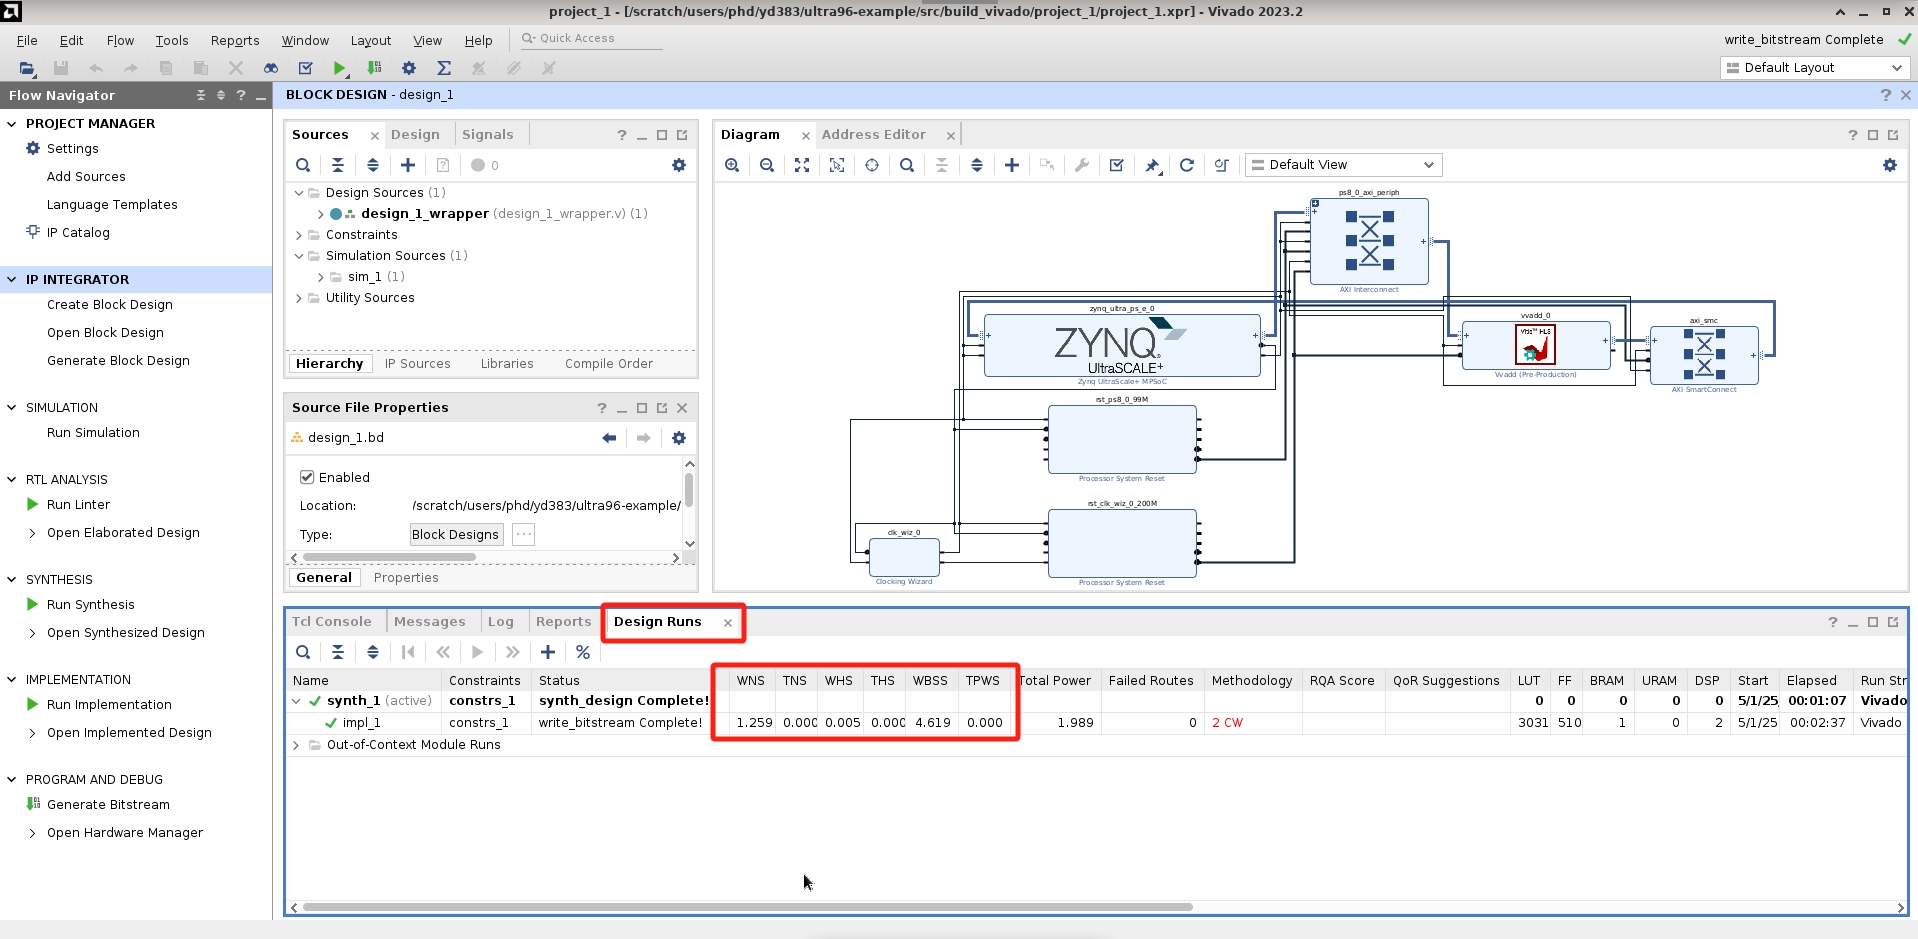 project_1 - [/scratch/users/phd/yd383/ultra96-example/src/build_vivado/project_1/project_1.xpr] - Vivado 2023.2
File Edit Flow Tools Reports Window Layout View Help Quick Access
write_bitstream Complete
Default Layout
Flow Navigator
PROJECT MANAGER
Settings
Add Sources
Language Templates
IP Catalog
IP INTEGRATOR
Create Block Design
Open Block Design
Generate Block Design
SIMULATION
Run Simulation
RTL ANALYSIS
Run Linter
Open Elaborated Design
SYNTHESIS
Run Synthesis
Open Synthesized Design
IMPLEMENTATION
Run Implementation
Open Implemented Design
PROGRAM AND DEBUG
Generate Bitstream
Open Hardware Manager
BLOCK DESIGN - design_1
Sources Design Signals
0
Design Sources (1)
design_1_wrapper (design_1_wrapper.v) (1)
Constraints
Simulation Sources (1)
sim_1 (1)
Utility Sources
Hierarchy IP Sources Libraries Compile Order
Source File Properties
design_1.bd
Enabled
Location: /scratch/users/phd/yd383/ultra96-example/
Type: Block Designs
General Properties
Diagram Address Editor
Default View
ps8_0_axi_periph
AXI Interconnect
zynq_ultra_ps_e_0
ZYNQ
UltraSCALE+
Zynq UltraScale+ MPSoC
vvadd_0
Vitis™ HLS
Vvadd (Pre-Production)
axi_smc
AXI SmartConnect
rst_ps8_0_99M
Processor System Reset
rst_clk_wiz_0_200M
Processor System Reset
clk_wiz_0
Clocking Wizard
Tcl Console Messages Log Reports Design Runs
Name Constraints Status WNS TNS WHS THS WBSS TPWS Total Power Failed Routes Methodology RQA Score QoR Suggestions LUT FF BRAM URAM DSP Start Elapsed Run Str
synth_1 (active) constrs_1 synth_design Complete! 0 0 0 0 0 5/1/25 00:01:07 Vivado
impl_1 constrs_1 write_bitstream Complete! 1.259 0.000 0.005 0.000 4.619 0.000 1.989 0 2 CW 3031 510 1 0 2 5/1/25 00:02:37 Vivado
Out-of-Context Module Runs